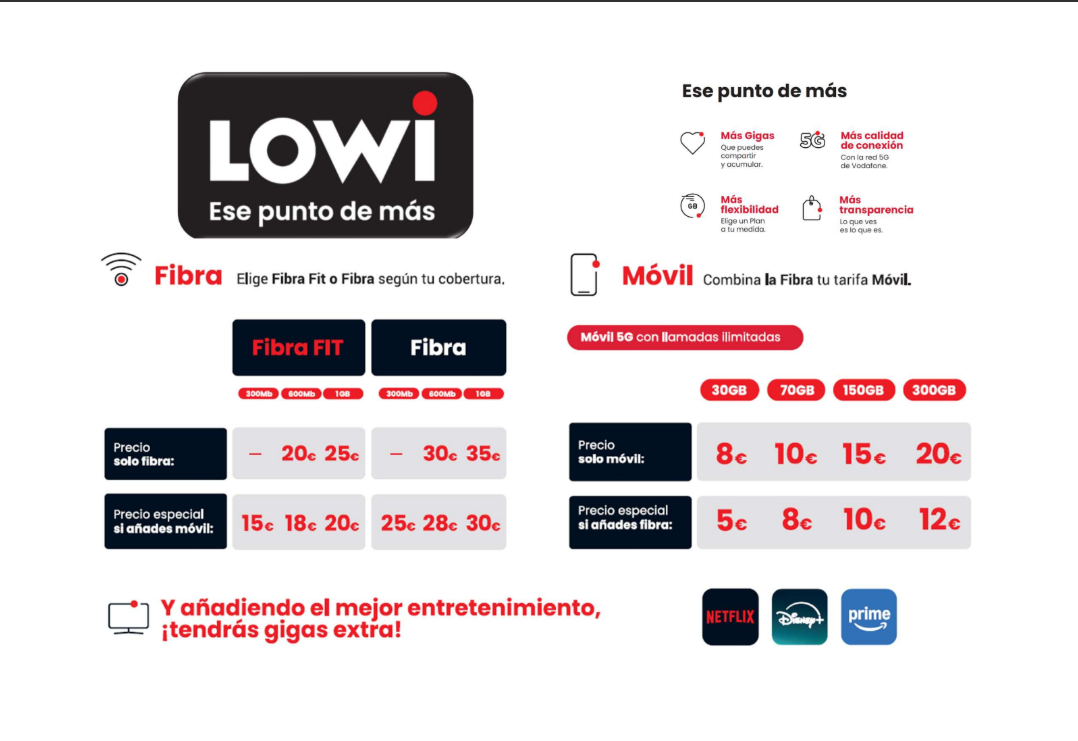 LOWi
Ese punto de más
Ese punto de más
Más Gigas
Que puedes
compartir
y acumular.
5G
Más calidad
de conexión
Con la red 5G
de Vodafone.
GB
Más
flexibilidad
Elige un Plan
a tu medida.
Más
transparencia
Lo que ves
es lo que es.
Fibra Elige Fibra Fit o Fibra según tu cobertura.
Fibra FIT Fibra
300Mb 600Mb 1GB 300Mb 600Mb 1GB
Precio
solo fibra:
– 20€ 25€ – 30€ 35€
Precio especial
si añades móvil:
15€ 18€ 20€ 25€ 28€ 30€
Móvil Combina la Fibra tu tarifa Móvil.
Móvil 5G con llamadas ilimitadas
30GB 70GB 150GB 300GB
Precio
solo móvil:
8€ 10€ 15€ 20€
Precio especial
si añades fibra:
5€ 8€ 10€ 12€
Y añadiendo el mejor entretenimiento,
¡tendrás gigas extra!
NETFLIX Disney+ prime